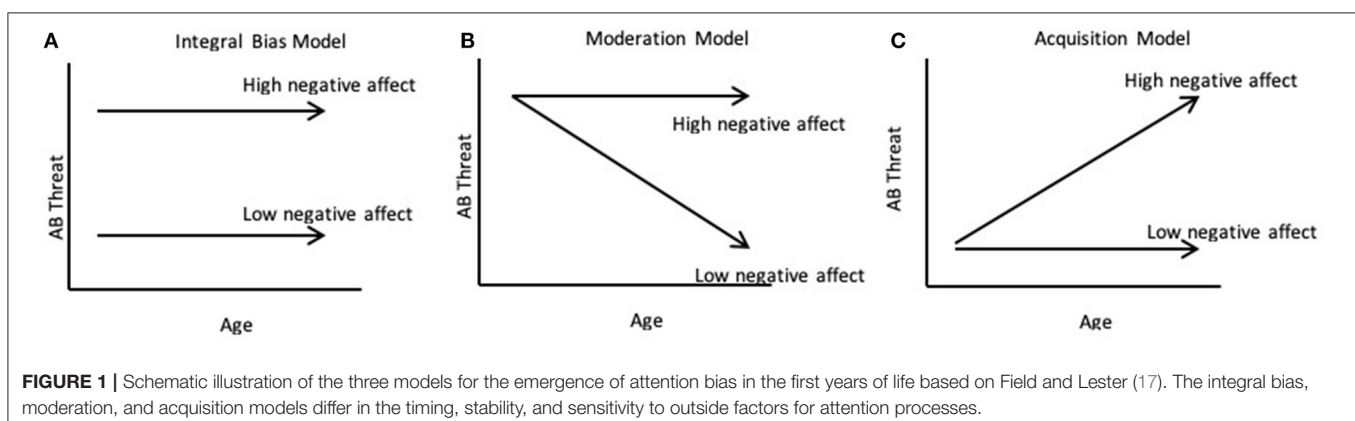 A
Integral Bias Model
High negative affect
Low negative affect
AB Threat
Age
B
Moderation Model
High negative affect
Low negative affect
AB Threat
Age
C
Acquisition Model
High negative affect
Low negative affect
AB Threat
Age
FIGURE 1 | Schematic illustration of the three models for the emergence of attention bias in the first years of life based on Field and Lester (17). The integral bias,
moderation, and acquisition models differ in the timing, stability, and sensitivity to outside factors for attention processes.